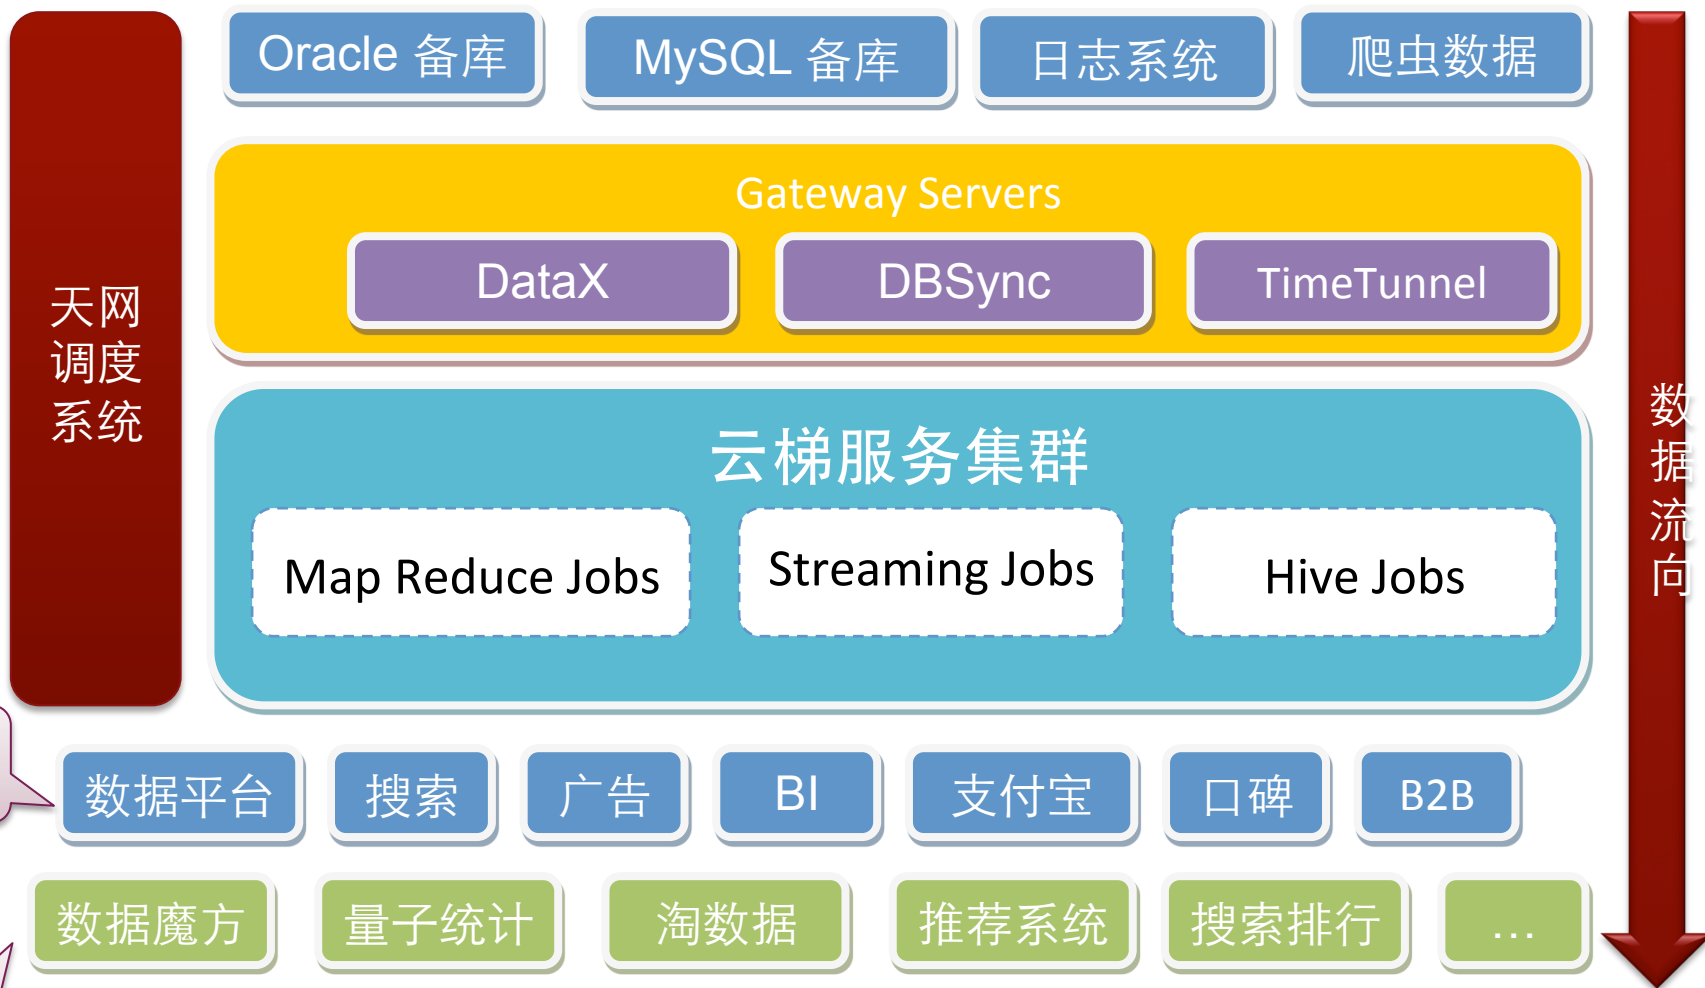 Oracle 备库
MySQL 备库
日志系统
爬虫数据
天网
调度
系统
Gateway Servers
DataX
DBSync
TimeTunnel
云梯服务集群
Map Reduce Jobs
Streaming Jobs
Hive Jobs
数
据
流
向
数据平台
搜索
广告
BI
支付宝
口碑
B2B
数据魔方
量子统计
淘数据
推荐系统
搜索排行
…